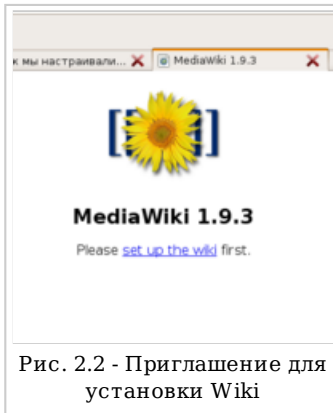 к мы настраивали... MediaWiki 1.9.3
MediaWiki 1.9.3
Please set up the wiki first.
Рис. 2.2 - Приглашение для
установки Wiki